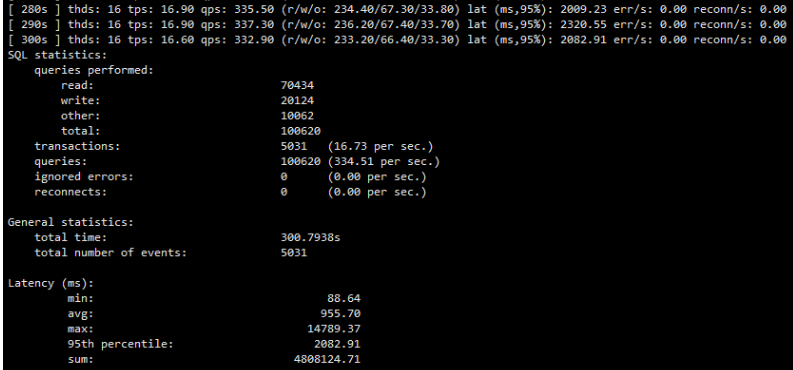 [ 280s ] thds: 16 tps: 16.90 qps: 335.50 (r/w/o: 234.40/67.30/33.80) lat (ms,95%): 2009.23 err/s: 0.00 reconn/s: 0.00
[ 290s ] thds: 16 tps: 16.90 qps: 337.30 (r/w/o: 236.20/67.40/33.70) lat (ms,95%): 2320.55 err/s: 0.00 reconn/s: 0.00
[ 300s ] thds: 16 tps: 16.60 qps: 332.90 (r/w/o: 233.20/66.40/33.30) lat (ms,95%): 2082.91 err/s: 0.00 reconn/s: 0.00
SQL statistics:
queries performed:
read: 70434
write: 20124
other: 10062
total: 100620
transactions: 5031 (16.73 per sec.)
queries: 100620 (334.51 per sec.)
ignored errors: 0 (0.00 per sec.)
reconnects: 0 (0.00 per sec.)
General statistics:
total time: 300.7938s
total number of events: 5031
Latency (ms):
min: 88.64
avg: 955.70
max: 14789.37
95th percentile: 2082.91
sum: 4808124.71